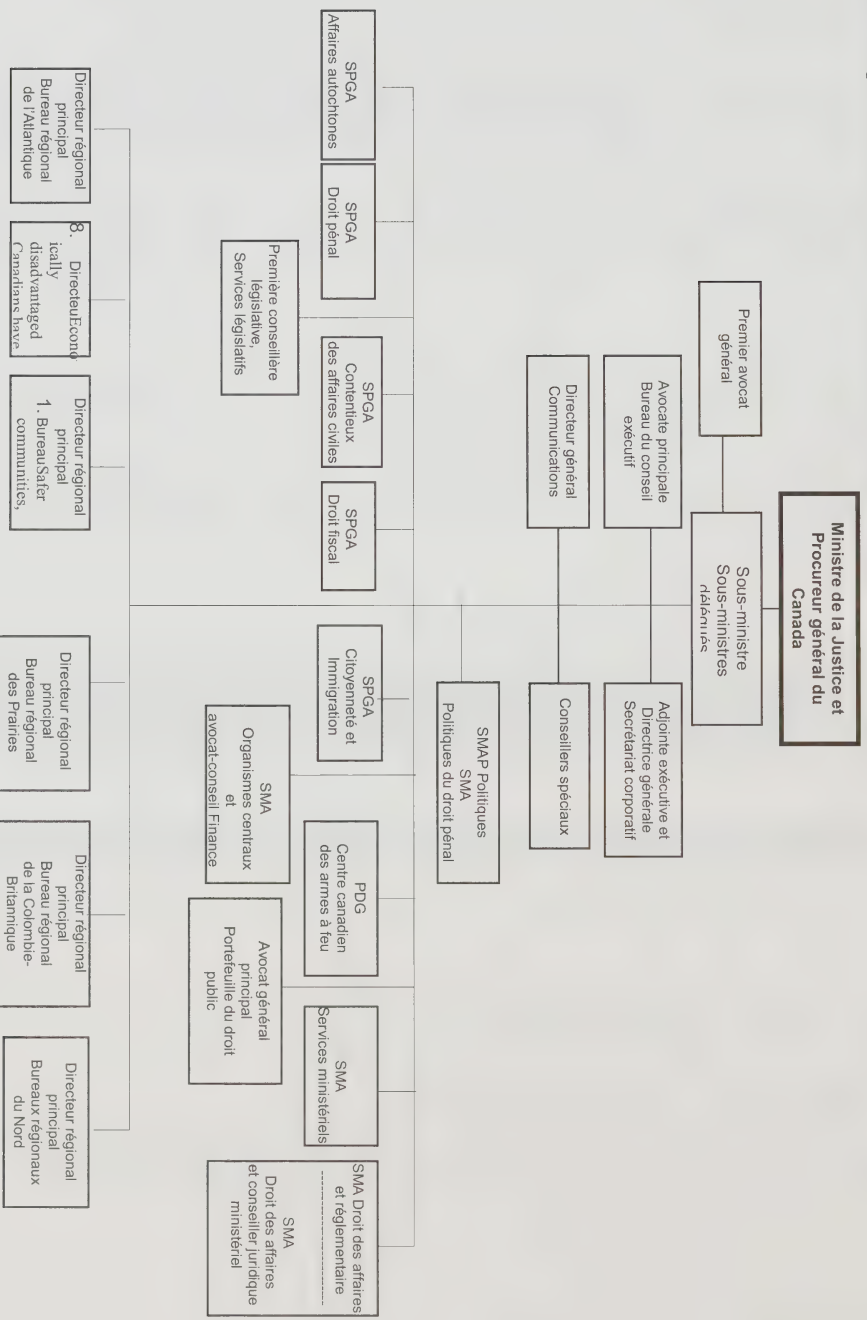 Ministre de la Justice et
Procureur général du
Canada
Sous-ministre
Sous-ministres
délégués
Premier avocat
général
Avocate principale
Bureau du conseil
exécutif
Adjointe exécutive et
Directrice générale
Secrétariat corporatif
Directeur général
Communications
Conseillers spéciaux
SMAP Politiques
SMA
Politiques du droit pénal
SPGA
Affaires autochtones
SPGA
Droit pénal
SPGA
Contentieux
des affaires civiles
SPGA
Droit fiscal
SPGA
Citoyenneté et
Immigration
PDG
Centre canadien
des armes à feu
SMA
Services ministériels
SMA Droit des affaires
et réglementaire
SMA
Droit des affaires
et conseiller juridique
ministériel
Première conseillère
législative,
Services législatifs
SMA
Organismes centraux
et
avocat-conseil Finance
Avocat général
principal
Portefeuille du droit
public
Directeur régional
principal
Bureau régional
de l'Atlantique
8. DirecteuEcono
ically
disadvantaged
Canadians have
Directeur régional
principal
1. BureauSafer
communities,
Directeur régional
principal
Bureau régional
des Prairies
Directeur régional
principal
Bureau régional
de la Colombie-
Britannique
Directeur régional
principal
Bureaux régionaux
du Nord